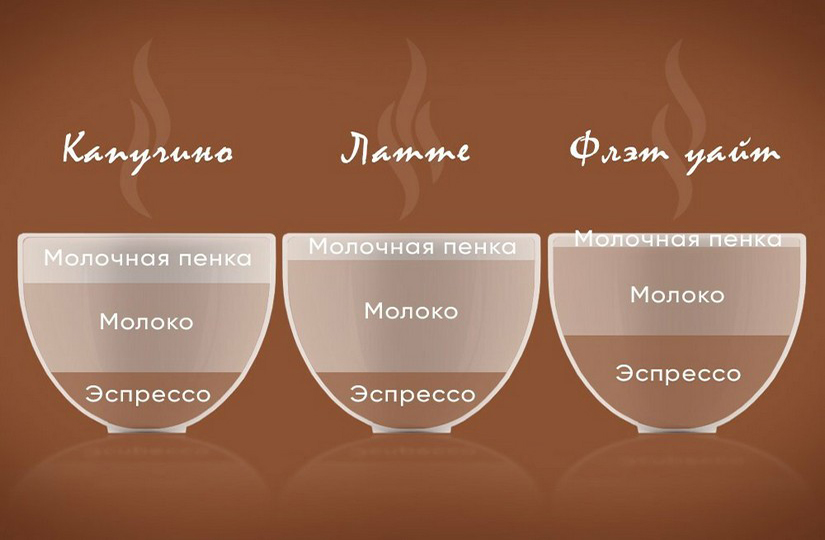 Капучино
Латте
Флэт уайт
Молочная пенка
Молоко
Эспрессо
Молочная пенка
Молоко
Эспрессо
Молочная пенка
Молоко
Эспрессо